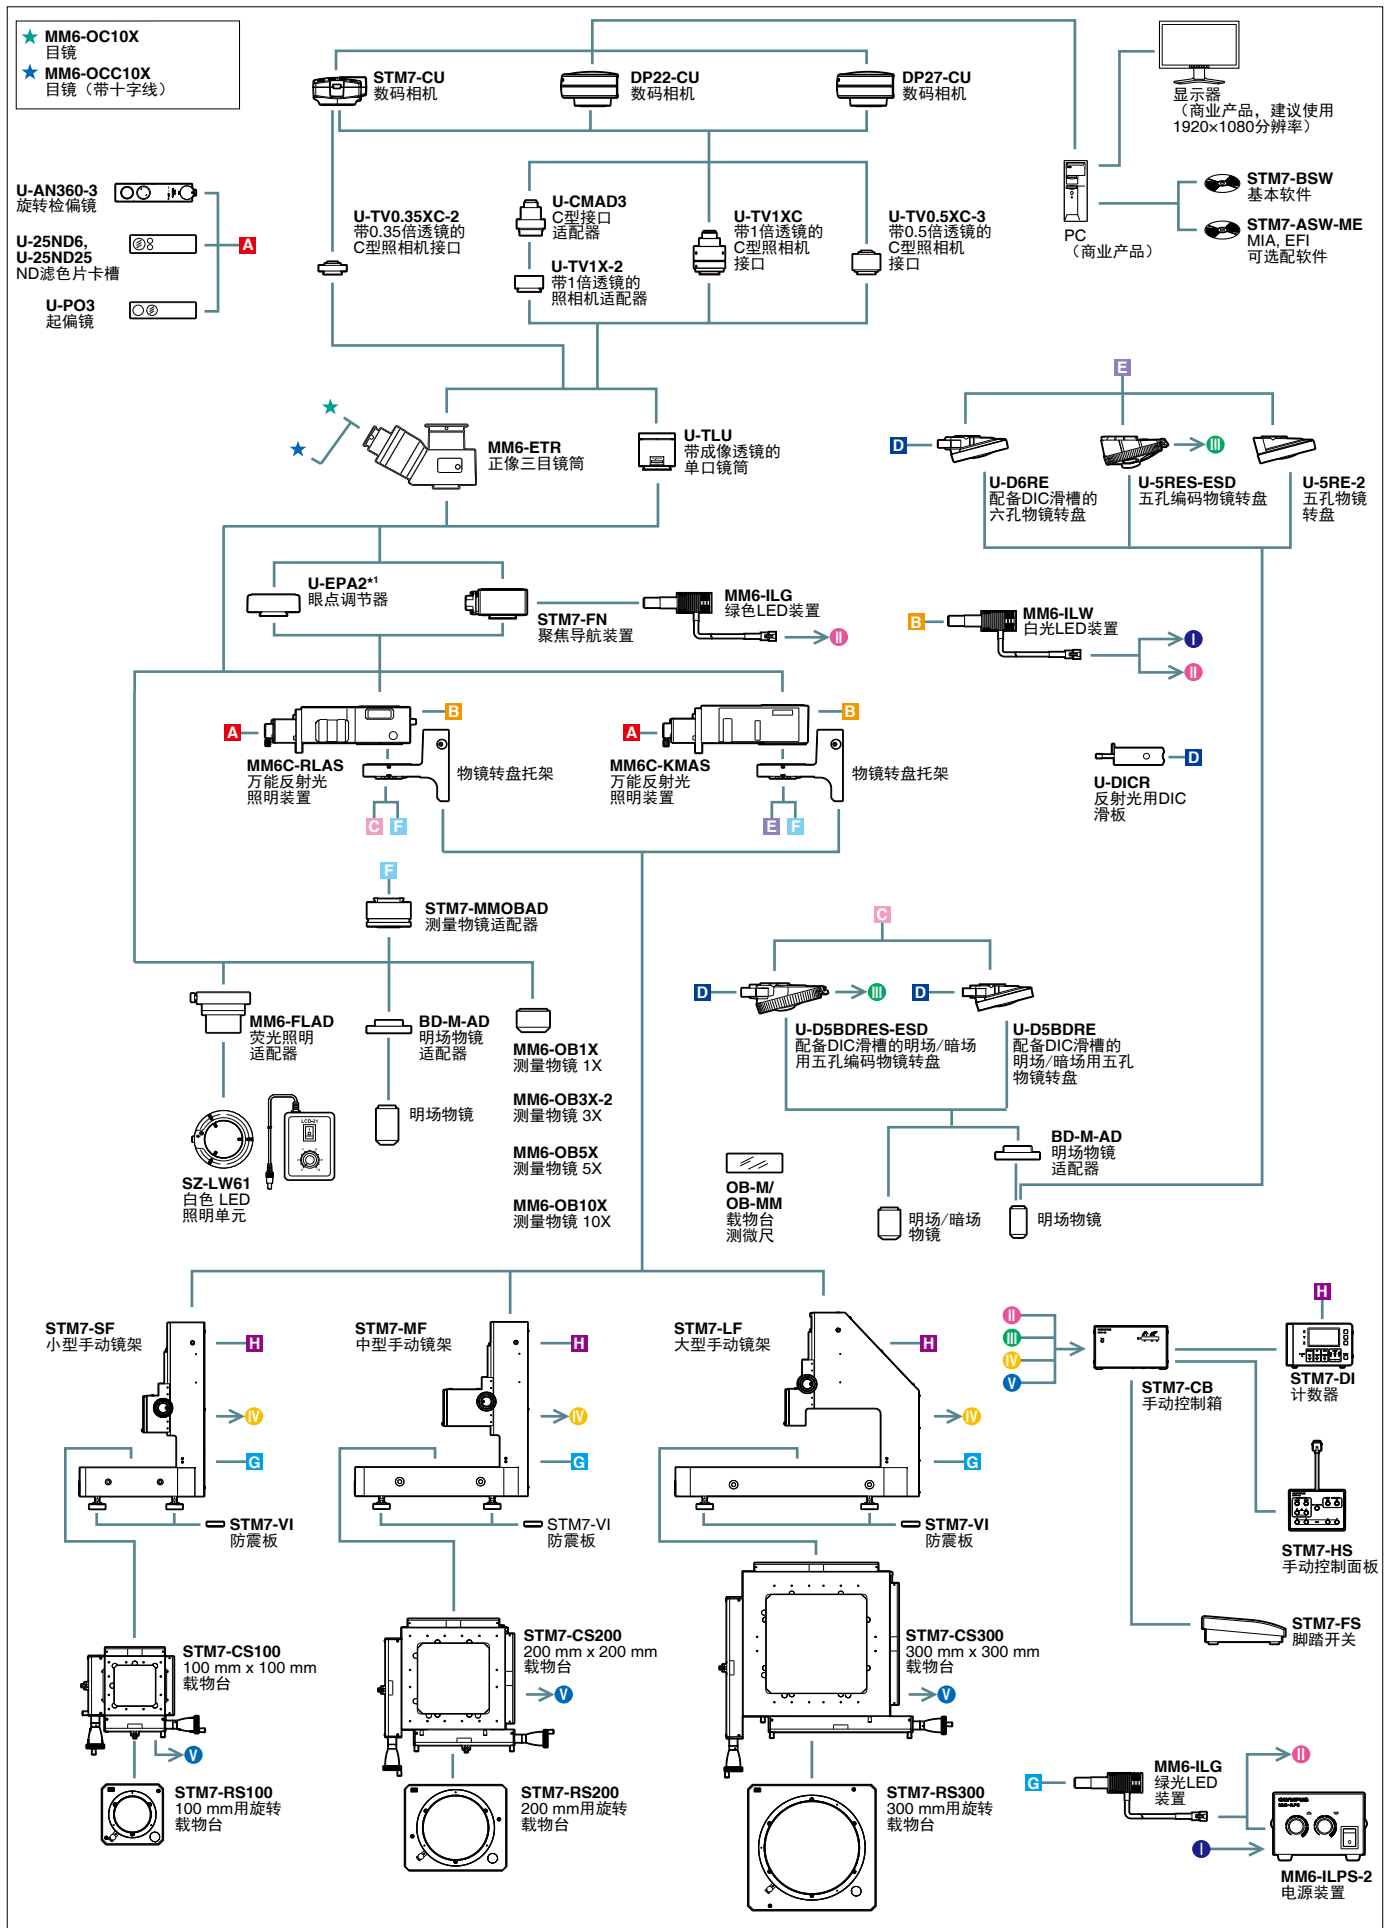 ★ MM6-OC10X
目镜
★ MM6-OCC10X
目镜（带十字线）
STM7-CU
数码相机
DP22-CU
数码相机
DP27-CU
数码相机
显示器
（商业产品，建议使用
1920×1080分辨率）
U-AN360-3
旋转检偏镜
U-25ND6,
U-25ND25
ND滤色片卡槽
U-PO3
起偏镜
A
U-TV0.35XC-2
带0.35倍透镜的
C型照相机接口
U-CMAD3
C型接口
适配器
U-TV1X-2
带1倍透镜的
照相机适配器
U-TV1XC
带1倍透镜的
C型照相机
接口
U-TV0.5XC-3
带0.5倍透镜的
C型照相机
接口
PC
（商业产品）
STM7-BSW
基本软件
STM7-ASW-ME
MIA, EFI
可选配软件
MM6-ETR
正像三目镜筒
U-TLU
带成像透镜的
单口镜筒
E
D
III
U-D6RE
配备DIC滑槽的
六孔物镜转盘
U-5RES-ESD
五孔编码物镜转盘
U-5RE-2
五孔物镜
转盘
U-EPA2*1
眼点调节器
STM7-FN
聚焦导航装置
MM6-ILG
绿色LED装置
II
B
MM6-ILW
白光LED装置
I
II
A
B
MM6C-RLAS
万能反射光
照明装置
物镜转盘托架
C F
A
B
MM6C-KMAS
万能反射光
照明装置
物镜转盘托架
E F
D
U-DICR
反射光用DIC
滑板
F
STM7-MMOBAD
测量物镜适配器
MM6-FLAD
荧光照明
适配器
BD-M-AD
明场物镜
适配器
MM6-OB1X
测量物镜 1X
MM6-OB3X-2
测量物镜 3X
MM6-OB5X
测量物镜 5X
MM6-OB10X
测量物镜 10X
明场物镜
SZ-LW61
白色 LED
照明单元
C
D
III
D
U-D5BDRES-ESD
配备DIC滑槽的明场/暗场
用五孔编码物镜转盘
U-D5BDRE
配备DIC滑槽的
明场/暗场用五孔
物镜转盘
OB-M/
OB-MM
载物台
测微尺
BD-M-AD
明场物镜
适配器
明场/暗场
物镜
明场物镜
STM7-SF
小型手动镜架
H
IV
G
STM7-VI
防震板
STM7-MF
中型手动镜架
H
IV
G
STM7-VI
防震板
STM7-LF
大型手动镜架
H
IV
G
STM7-VI
防震板
II
III
IV
V
STM7-CB
手动控制箱
H
STM7-DI
计数器
STM7-HS
手动控制面板
STM7-FS
脚踏开关
STM7-CS100
100 mm x 100 mm
载物台
V
STM7-CS200
200 mm x 200 mm
载物台
V
STM7-CS300
300 mm x 300 mm
载物台
V
STM7-RS100
100 mm用旋转
载物台
STM7-RS200
200 mm用旋转
载物台
STM7-RS300
300 mm用旋转
载物台
G
MM6-ILG
绿光LED
装置
II
I
MM6-ILPS-2
电源装置